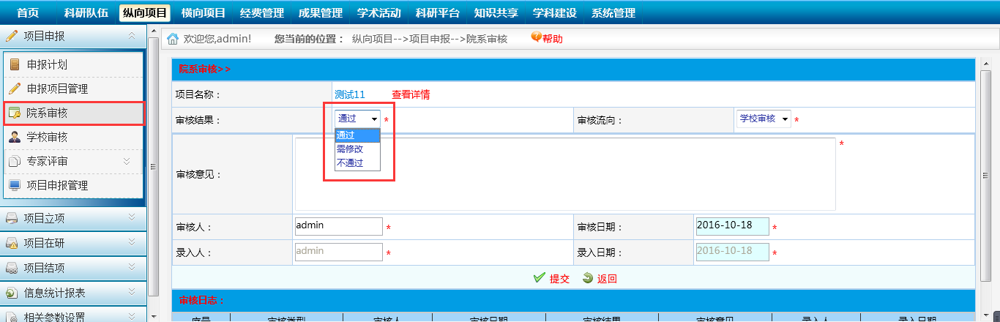 首页 科研队伍 纵向项目 横向项目 经费管理 成果管理 学术活动 科研平台 知识共享 学科建设 系统管理
项目申报
申报计划
申报项目管理
院系审核
学校审核
专家评审
项目申报管理
项目立项
项目在研
项目结项
信息统计报表
相关参数设置
欢迎您,admin! 您当前的位置： 纵向项目-->项目申报-->院系审核 帮助
院系审核>>
项目名称： 测试11 查看详情
审核结果： 通过 * 审核流向： 学校审核 *
通过
需修改
不通过
审核意见： *
审核人： admin * 审核日期： 2016-10-18 *
录入人： admin * 录入日期： 2016-10-18 *
提交 返回
审核日志：
序号 审核类型 审核人 审核日期 审核结果 审核意见 录入人 录入日期